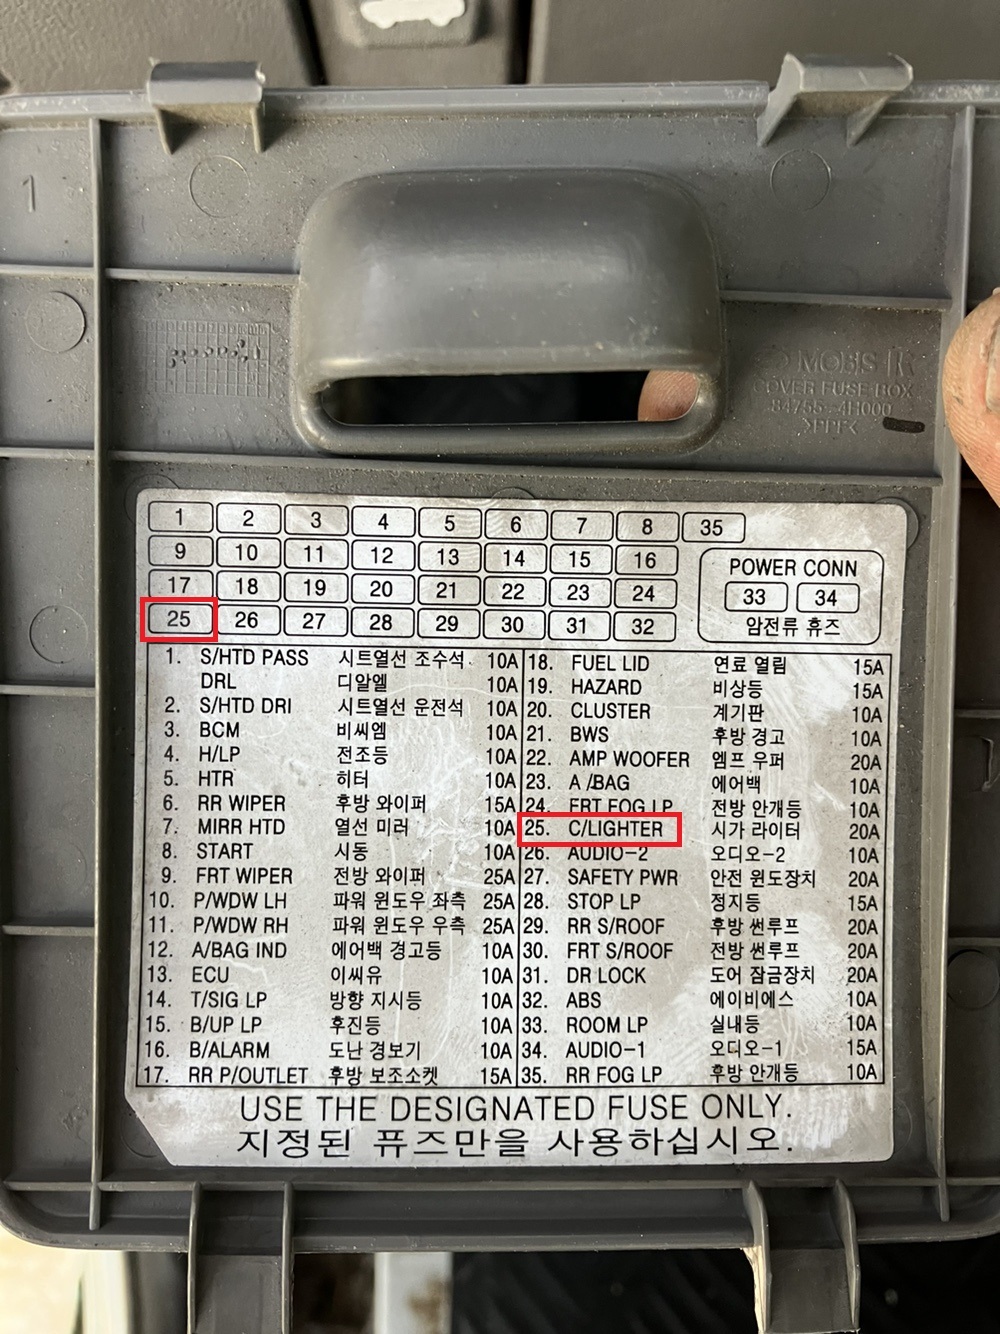 1
MOBIS
COVER FUSE BOX
84755-4H000
>PPF<
1 2 3 4 5 6 7 8 35
9 10 11 12 13 14 15 16
17 18 19 20 21 22 23 24
25 26 27 28 29 30 31 32
POWER CONN
33 34
암전류 퓨즈
1. S/HTD PASS 시트열선 조수석 10A
DRL 디알엘 10A
2. S/HTD DRI 시트열선 운전석 10A
3. BCM 비씨엠 10A
4. H/LP 전조등 10A
5. HTR 히터 10A
6. RR WIPER 후방 와이퍼 15A
7. MIRR HTD 열선 미러 10A
8. START 시동 10A
9. FRT WIPER 전방 와이퍼 25A
10. P/WDW LH 파워 윈도우 좌측 25A
11. P/WDW RH 파워 윈도우 우측 25A
12. A/BAG IND 에어백 경고등 10A
13. ECU 이씨유 10A
14. T/SIG LP 방향 지시등 10A
15. B/UP LP 후진등 10A
16. B/ALARM 도난 경보기 10A
17. RR P/OUTLET 후방 보조소켓 15A
18. FUEL LID 연료 열림 15A
19. HAZARD 비상등 15A
20. CLUSTER 계기판 10A
21. BWS 후방 경고 10A
22. AMP WOOFER 엠프 우퍼 20A
23. A/BAG 에어백 10A
24. FRT FOG LP 전방 안개등 10A
25. C/LIGHTER 시가 라이터 20A
26. AUDIO-2 오디오-2 10A
27. SAFETY PWR 안전 윈도장치 20A
28. STOP LP 정지등 15A
29. RR S/ROOF 후방 썬루프 20A
30. FRT S/ROOF 전방 썬루프 20A
31. DR LOCK 도어 잠금장치 20A
32. ABS 에이비에스 10A
33. ROOM LP 실내등 10A
34. AUDIO-1 오디오-1 15A
35. RR FOG LP 후방 안개등 10A
USE THE DESIGNATED FUSE ONLY.
지정된 퓨즈만을 사용하십시오.